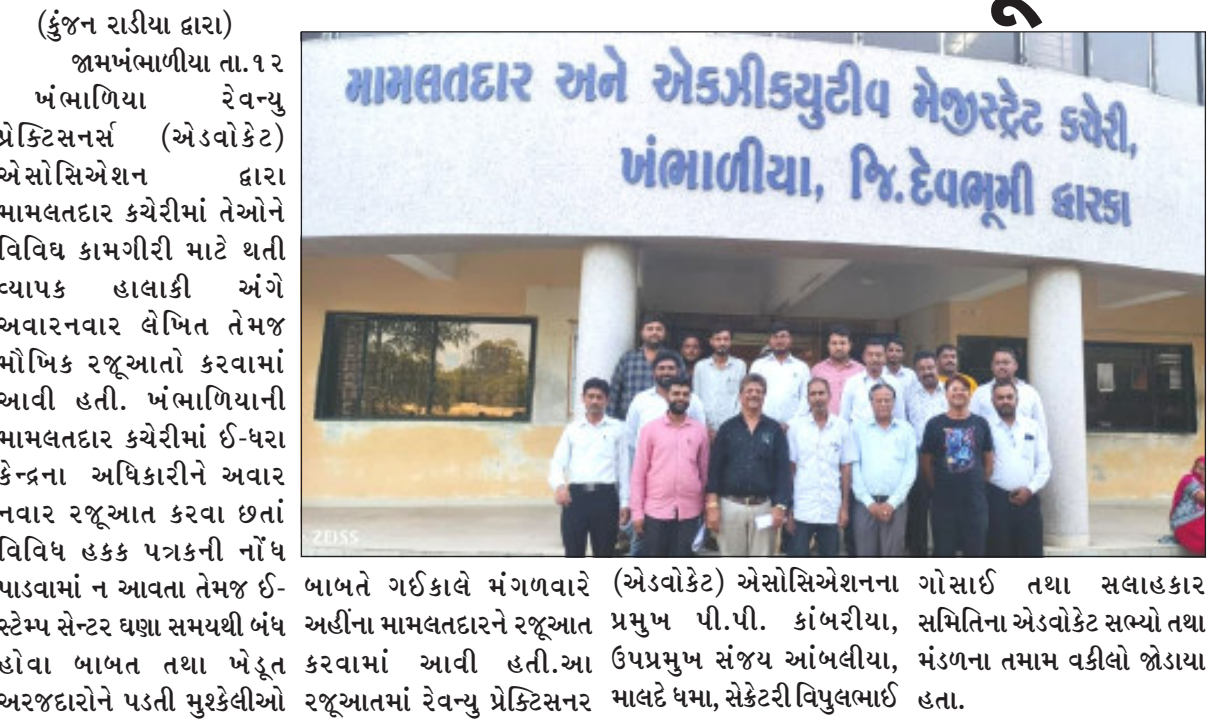 (કુંજન રાડીયા દ્વારા)
જામખંભાળીયા તા.૧૨
ખંભાળિયા રેવન્યુ
પ્રેક્ટિસનર્સ (એડવોકેટ)
એસોસિએશન દ્વારા
મામલતદાર કચેરીમાં તેઓને
વિવિઘ કામગીરી માટે થતી
વ્યાપક હાલાકી અંગે
અવારનવાર લેખિત તેમજ
મૌખિક રજૂઆતો કરવામાં
આવી હતી. ખંભાળિયાની
મામલતદાર કચેરીમાં ઈ-ધરા
કેન્દ્રના અધિકારીને અવાર
નવાર રજૂઆત કરવા છતાં
વિવિધ હકક પત્રકની નોંધ
પાડવામાં ન આવતા તેમજ ઈ-
સ્ટેમ્પ સેન્ટર ઘણા સમયથી બંધ
હોવા બાબત તથા ખેડૂત
અરજદારોને પડતી મુશ્કેલીઓ
મામલતદાર અને એકઝીકયુટીવ મેજીસ્ટ્રેટ કચેરી,
ખંભાળીયા, જિ.દેવભૂમી દ્વારકા
ZEISS
બાબતે ગઈકાલે મંગળવારે
અહીંના મામલતદારને રજૂઆત
કરવામાં આવી હતી.આ
રજૂઆતમાં રેવન્યુ પ્રેક્ટિસનર
(એડવોકેટ) એસોસિએશનના
પ્રમુખ પી.પી. કાંબરીયા,
ઉપપ્રમુખ સંજય આંબલીયા,
માલદે ધમા, સેક્રેટરી વિપુલભાઈ
ગોસાઈ તથા સલાહકાર
સમિતિના એડવોકેટ સભ્યો તથા
મંડળના તમામ વકીલો જોડાયા
હતા.